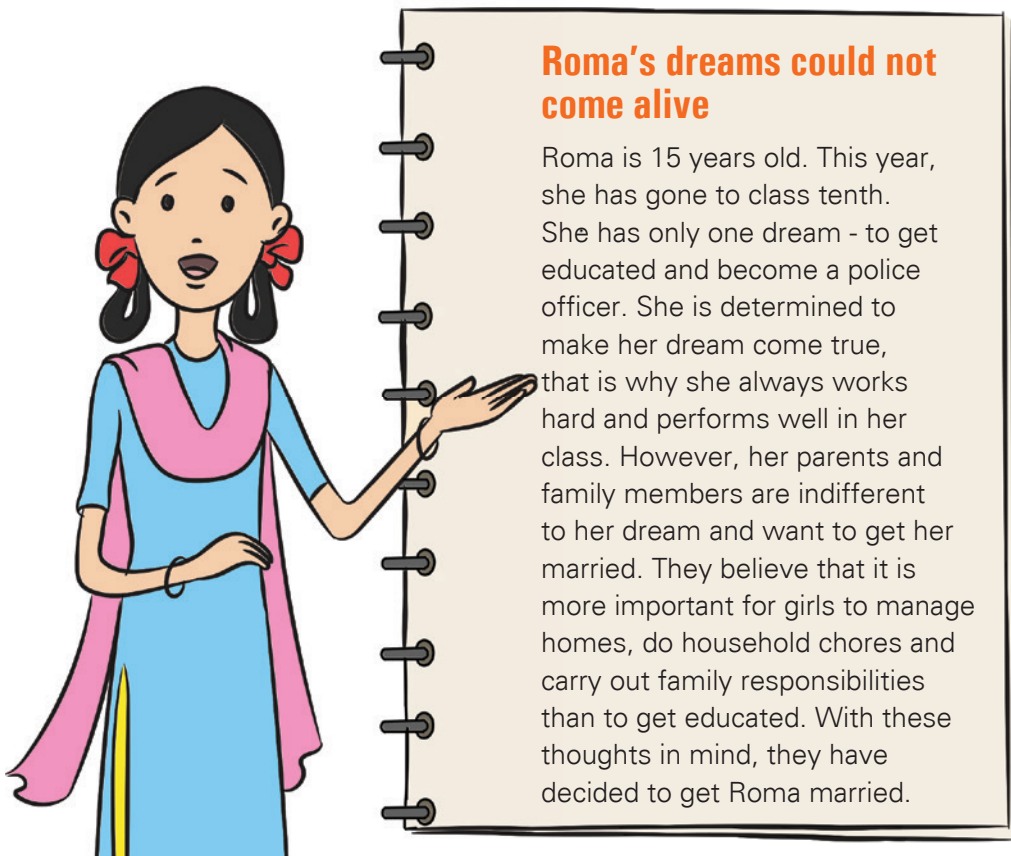 Roma's dreams could not
come alive
Roma is 15 years old. This year,
she has gone to class tenth.
She has only one dream - to get
educated and become a police
officer. She is determined to
make her dream come true,
that is why she always works
hard and performs well in her
class. However, her parents and
family members are indifferent
to her dream and want to get her
married. They believe that it is
more important for girls to manage
homes, do household chores and
carry out family responsibilities
than to get educated. With these
thoughts in mind, they have
decided to get Roma married.